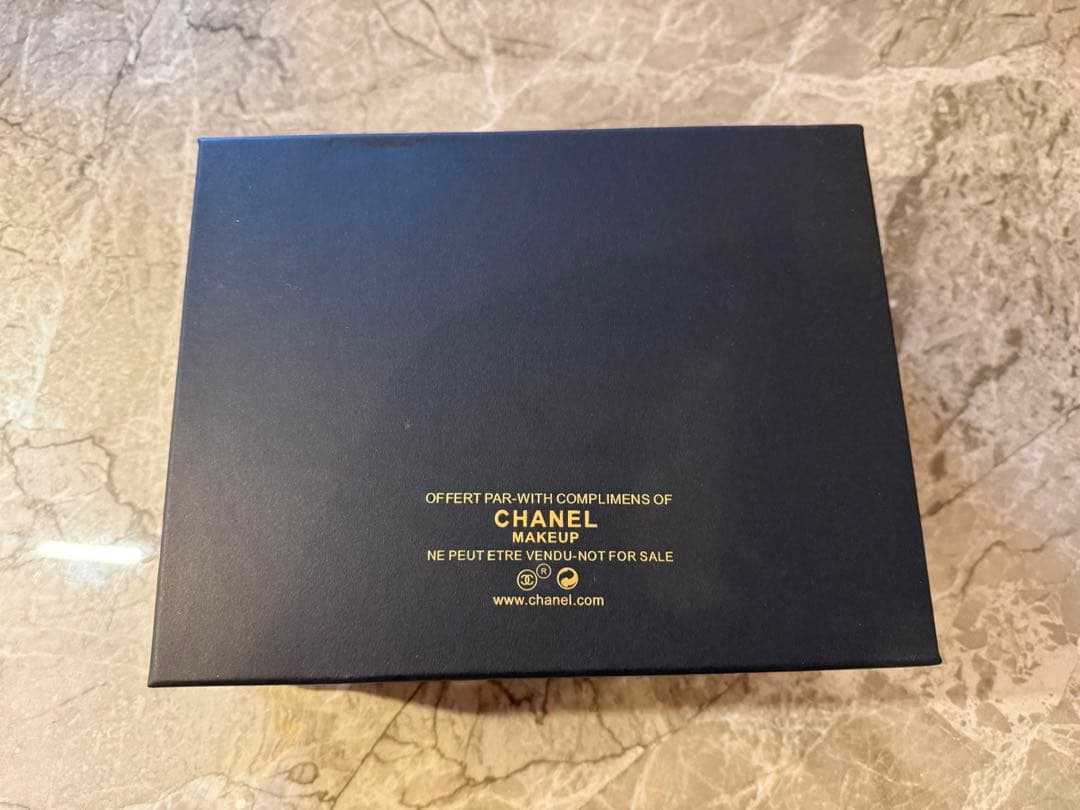 OFFERT PAR-WITH COMPLIMENS OF
CHANEL
MAKEUP
NE PEUT ETRE VENDU-NOT FOR SALE
®
www.chanel.com